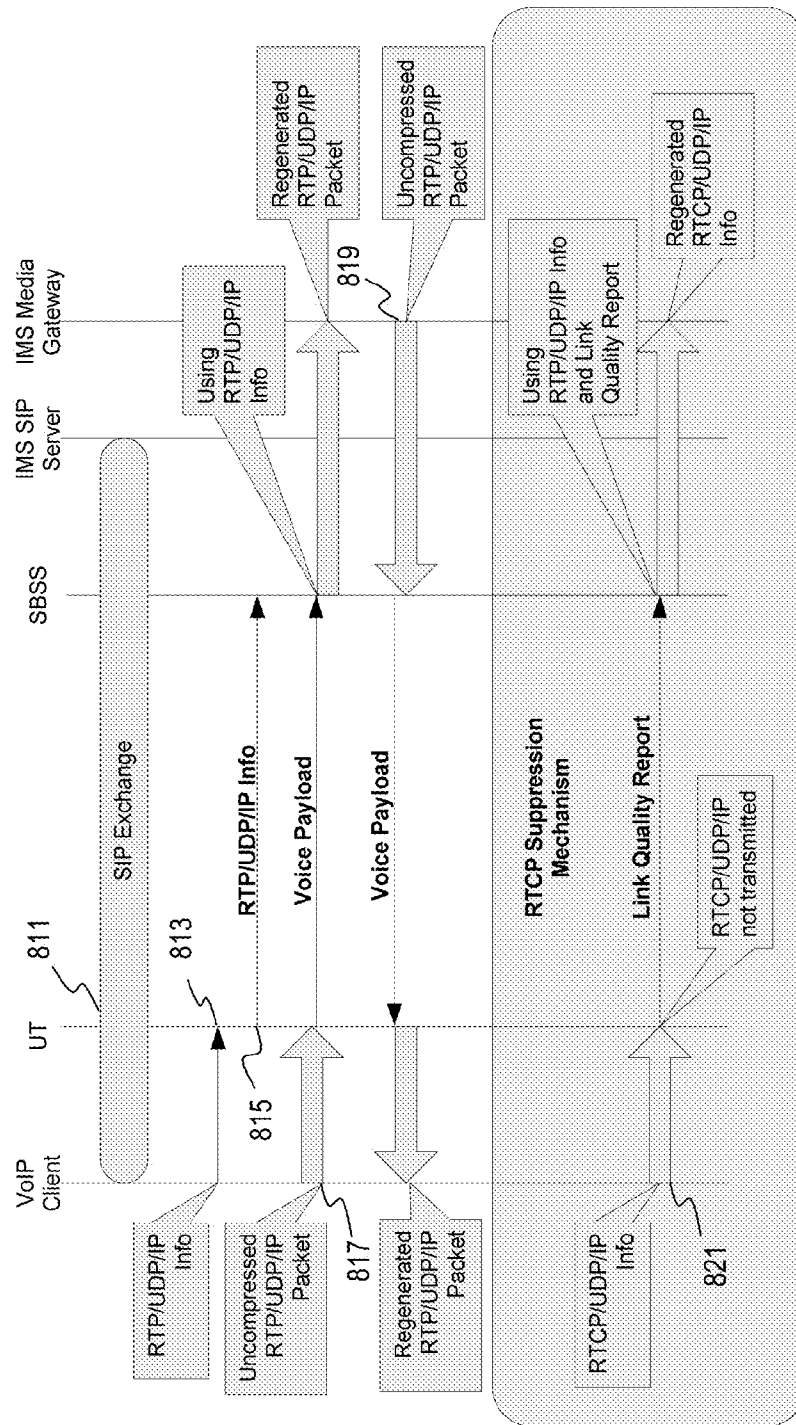 VoIP
Client
UT
SBSS
IMS SIP
Server
IMS Media
Gateway
811
SIP Exchange
RTP/UDP/IP
Info
813
815
RTP/UDP/IP Info
Using
RTP/UDP/IP
Info
Uncompressed
RTP/UDP/IP
Packet
817
Voice Payload
Regenerated
RTP/UDP/IP
Packet
819
Voice Payload
Regenerated
RTP/UDP/IP
Packet
Uncompressed
RTP/UDP/IP
Packet
RTCP Suppression
Mechanism
Using
RTP/UDP/IP Info
and Link
Quality Report
RTCP/UDP/IP
Info
821
Link Quality Report
RTCP/UDP/IP
not transmitted
Regenerated
RTCP/UDP/IP
Info